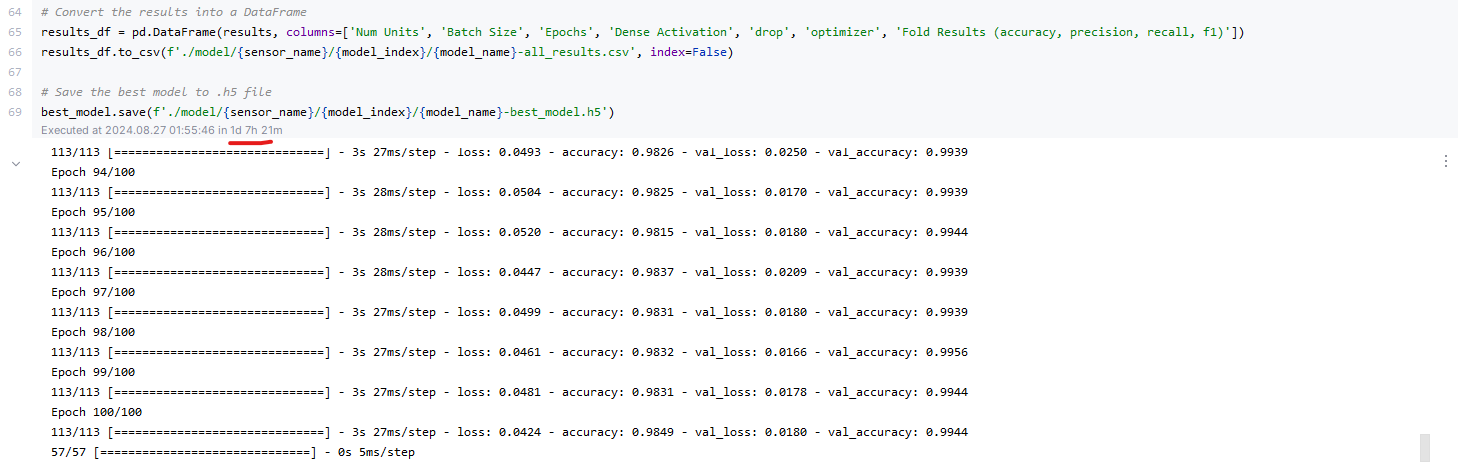 64 # Convert the results into a DataFrame
65 results_df = pd.DataFrame(results, columns=['Num Units', 'Batch Size', 'Epochs', 'Dense Activation', 'drop', 'optimizer', 'Fold Results (accuracy, precision, recall, f1)'])
66 results_df.to_csv(f'./model/{sensor_name}/{model_index}/{model_name}-all_results.csv', index=False)
67
68 # Save the best model to .h5 file
69 best_model.save(f'./model/{sensor_name}/{model_index}/{model_name}-best_model.h5')
Executed at 2024.08.27 01:55:46 in 1d 7h 21m
113/113 [==============================] - 3s 27ms/step - loss: 0.0493 - accuracy: 0.9826 - val_loss: 0.0250 - val_accuracy: 0.9939
Epoch 94/100
113/113 [==============================] - 3s 28ms/step - loss: 0.0504 - accuracy: 0.9825 - val_loss: 0.0170 - val_accuracy: 0.9939
Epoch 95/100
113/113 [==============================] - 3s 28ms/step - loss: 0.0520 - accuracy: 0.9815 - val_loss: 0.0180 - val_accuracy: 0.9944
Epoch 96/100
113/113 [==============================] - 3s 28ms/step - loss: 0.0447 - accuracy: 0.9837 - val_loss: 0.0209 - val_accuracy: 0.9939
Epoch 97/100
113/113 [==============================] - 3s 27ms/step - loss: 0.0499 - accuracy: 0.9831 - val_loss: 0.0180 - val_accuracy: 0.9939
Epoch 98/100
113/113 [==============================] - 3s 27ms/step - loss: 0.0461 - accuracy: 0.9832 - val_loss: 0.0166 - val_accuracy: 0.9956
Epoch 99/100
113/113 [==============================] - 3s 27ms/step - loss: 0.0481 - accuracy: 0.9831 - val_loss: 0.0178 - val_accuracy: 0.9944
Epoch 100/100
113/113 [==============================] - 3s 27ms/step - loss: 0.0424 - accuracy: 0.9849 - val_loss: 0.0180 - val_accuracy: 0.9944
57/57 [==============================] - 0s 5ms/step